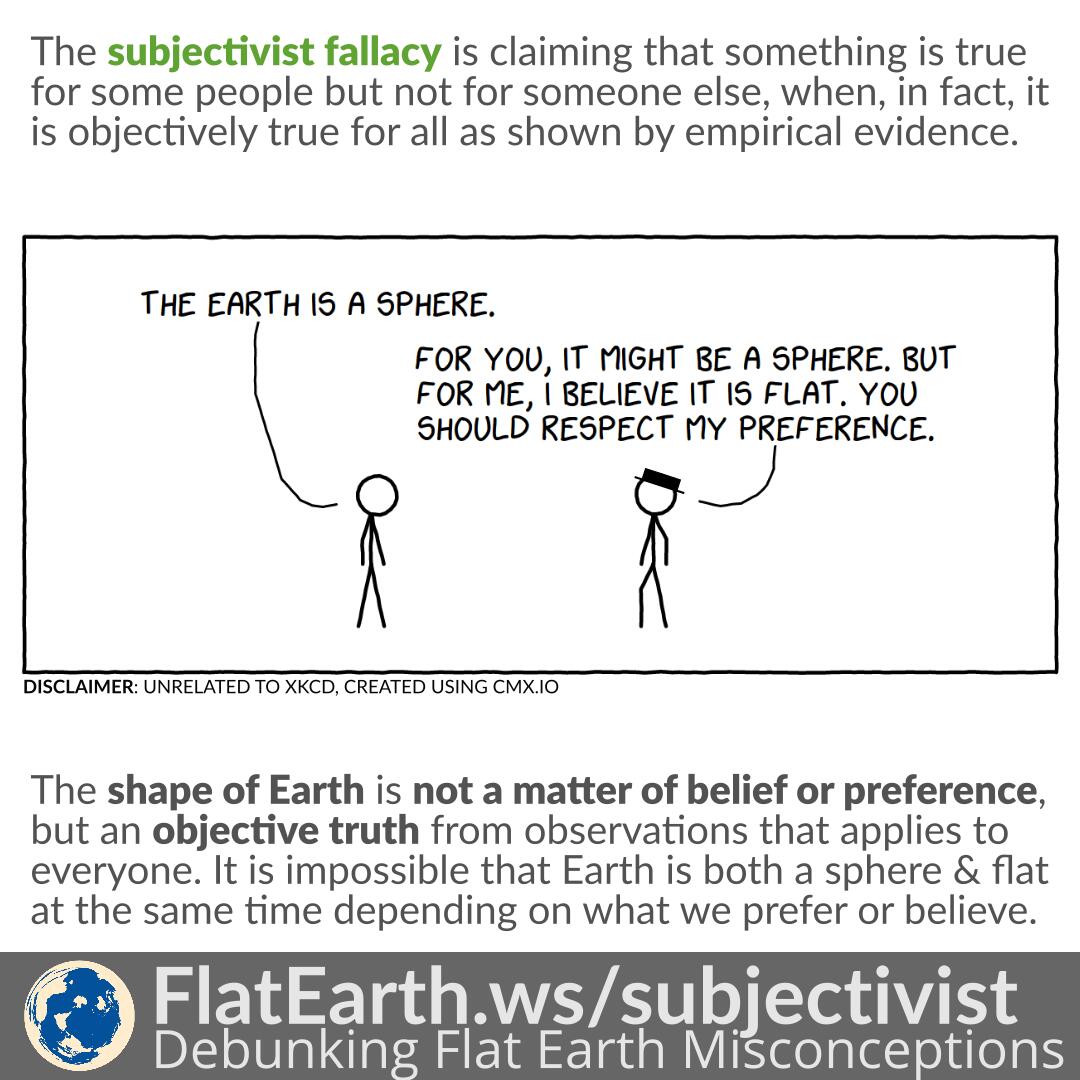 The subjectivist fallacy is claiming that something is true
for some people but not for someone else, when, in fact, it
is objectively true for all as shown by empirical evidence.
THE EARTH IS A SPHERE.
FOR YOU, IT MIGHT BE A SPHERE. BUT
FOR ME, I BELIEVE IT IS FLAT. YOU
SHOULD RESPECT MY PREFERENCE.
DISCLAIMER: UNRELATED TO XKCD, CREATED USING CMX.IO
The shape of Earth is not a matter of belief or preference,
but an objective truth from observations that applies to
everyone. It is impossible that Earth is both a sphere & flat
at the same time depending on what we prefer or believe.
FlatEarth.ws/subjectivist
Debunking Flat Earth Misconceptions